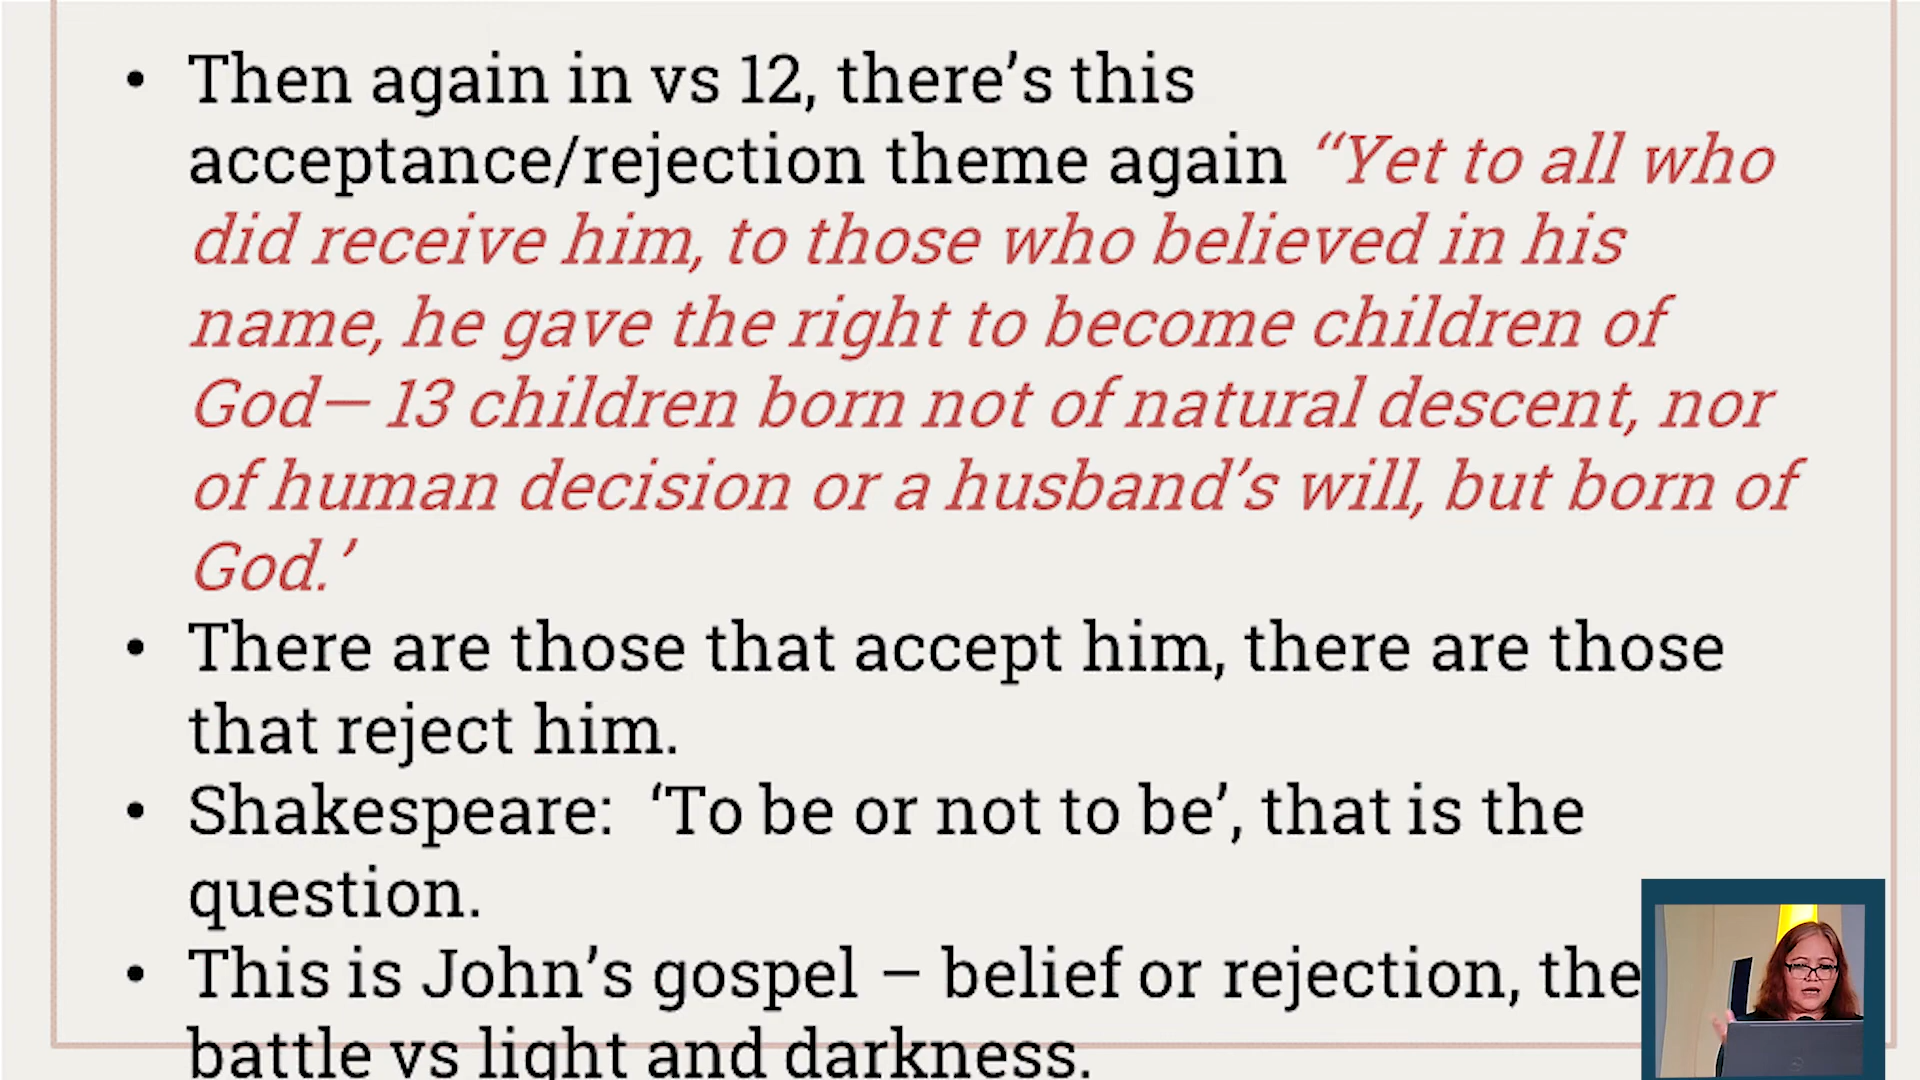 • Then again in vs 12, there’s this
acceptance/rejection theme again “Yet to all who
did receive him, to those who believed in his
name, he gave the right to become children of
God— 13 children born not of natural descent, nor
of human decision or a husband’s will, but born of
God.’
• There are those that accept him, there are those
that reject him.
• Shakespeare:  ‘To be or not to be’, that is the
question.
• This is John’s gospel – belief or rejection, the
battle vs light and darkness.